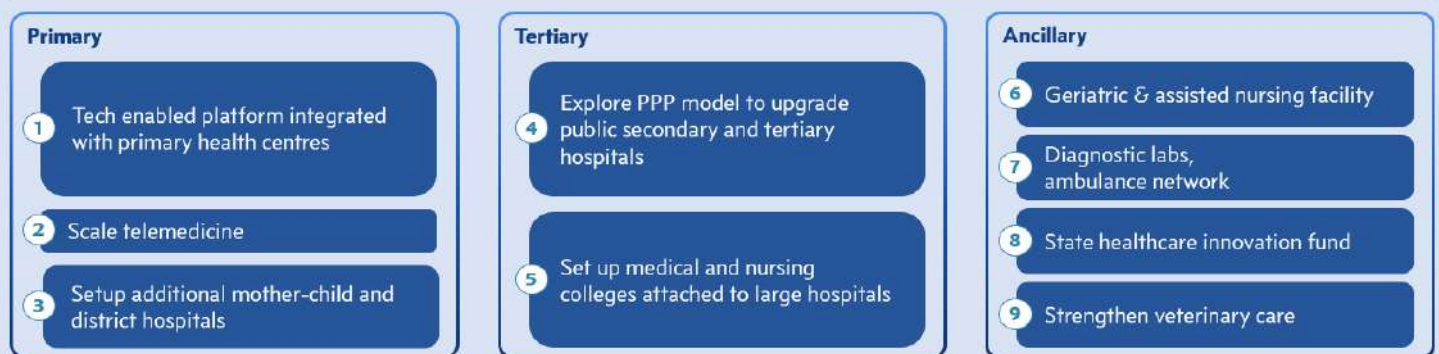 Primary
1
Tech enabled platform integrated
with primary health centres
2
Scale telemedicine
3
Setup additional mother-child and
district hospitals
Tertiary
4
Explore PPP model to upgrade
public secondary and tertiary
hospitals
5
Set up medical and nursing
colleges attached to large hospitals
Ancillary
6
Geriatric & assisted nursing facility
7
Diagnostic labs,
ambulance network
8
State healthcare innovation fund
9
Strengthen veterinary care